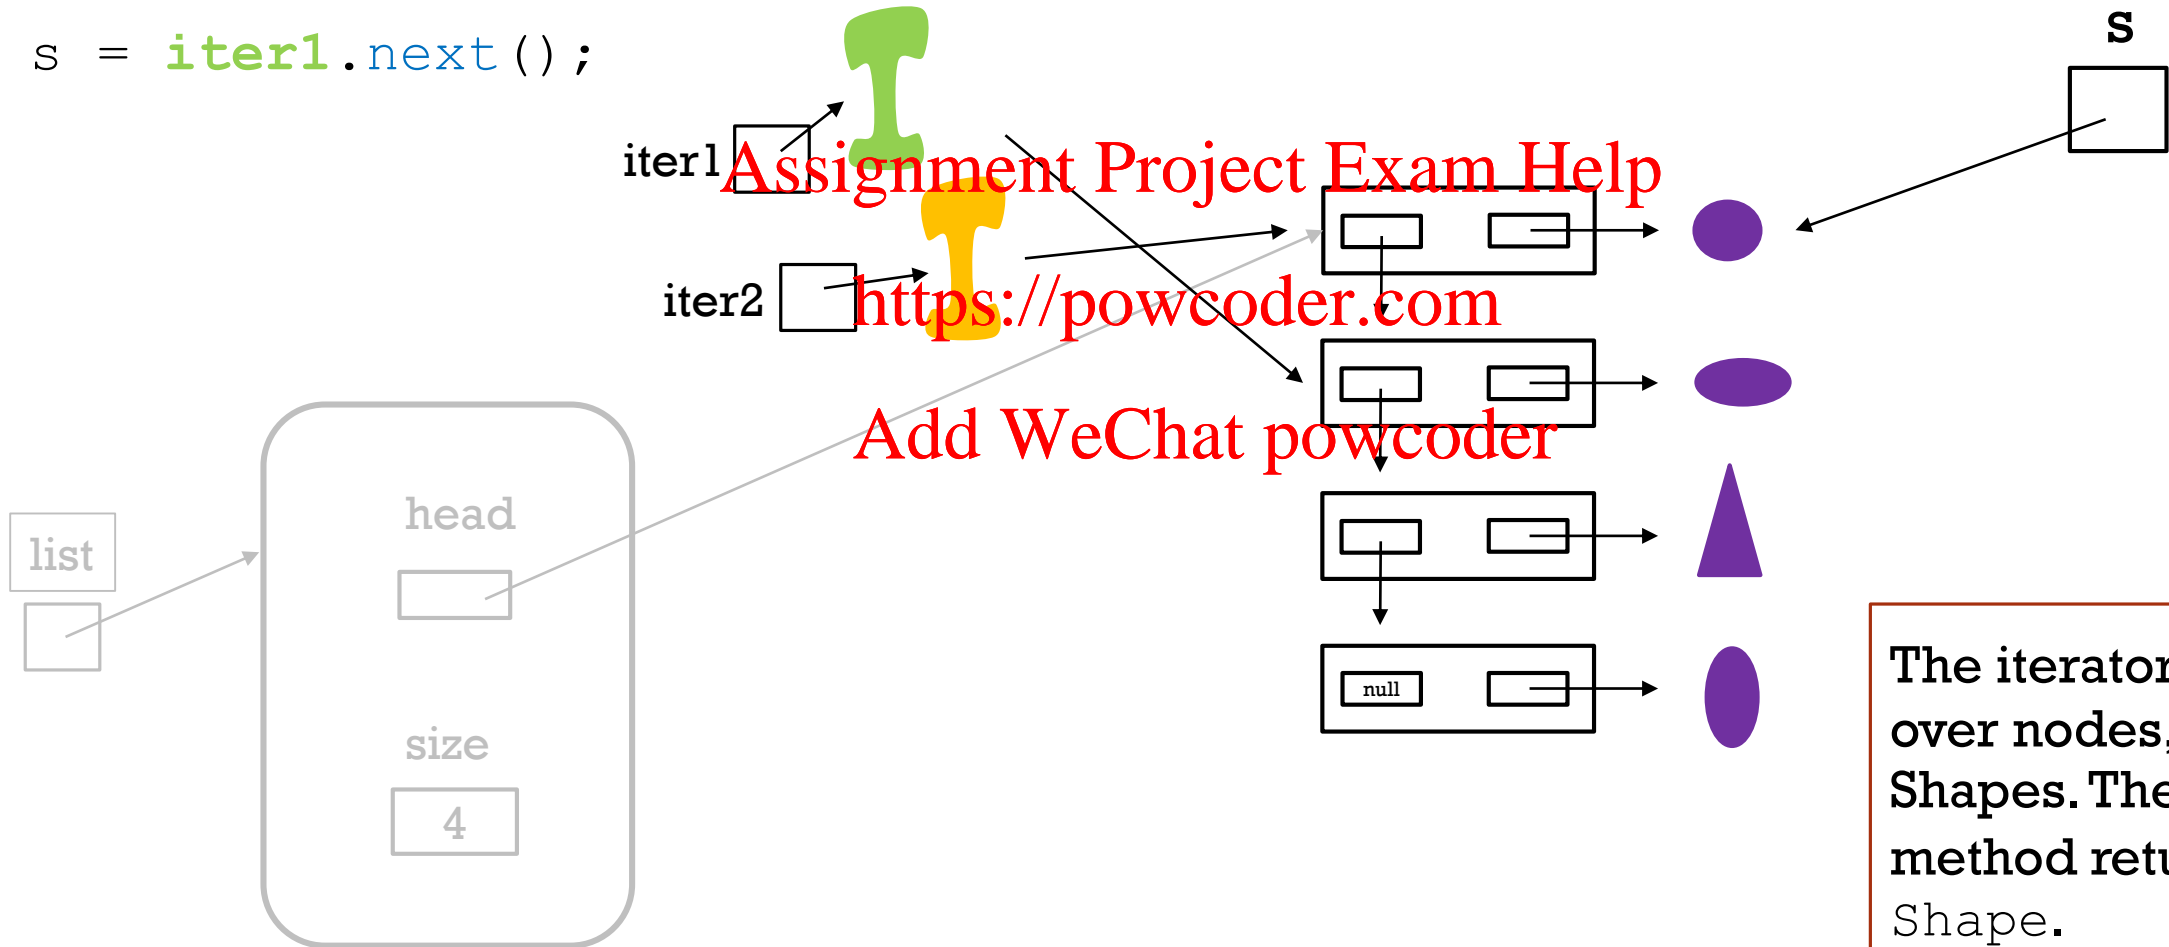 s = iter1.next();
s
iter1
Assignment Project Exam Help
iter2
https://powcoder.com
Add WeChat powcoder
head
list
null
size
4
The iterator
over nodes,
Shapes. The
method retu
Shape.